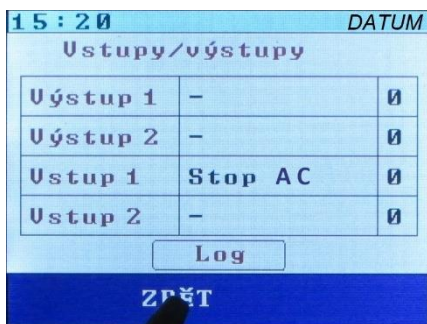 15:20 DATUM
Vstupy/výstupy
Výstup 1 – 0
Výstup 2 – 0
Vstup 1 Stop AC 0
Vstup 2 – 0
Log
ZPĚT